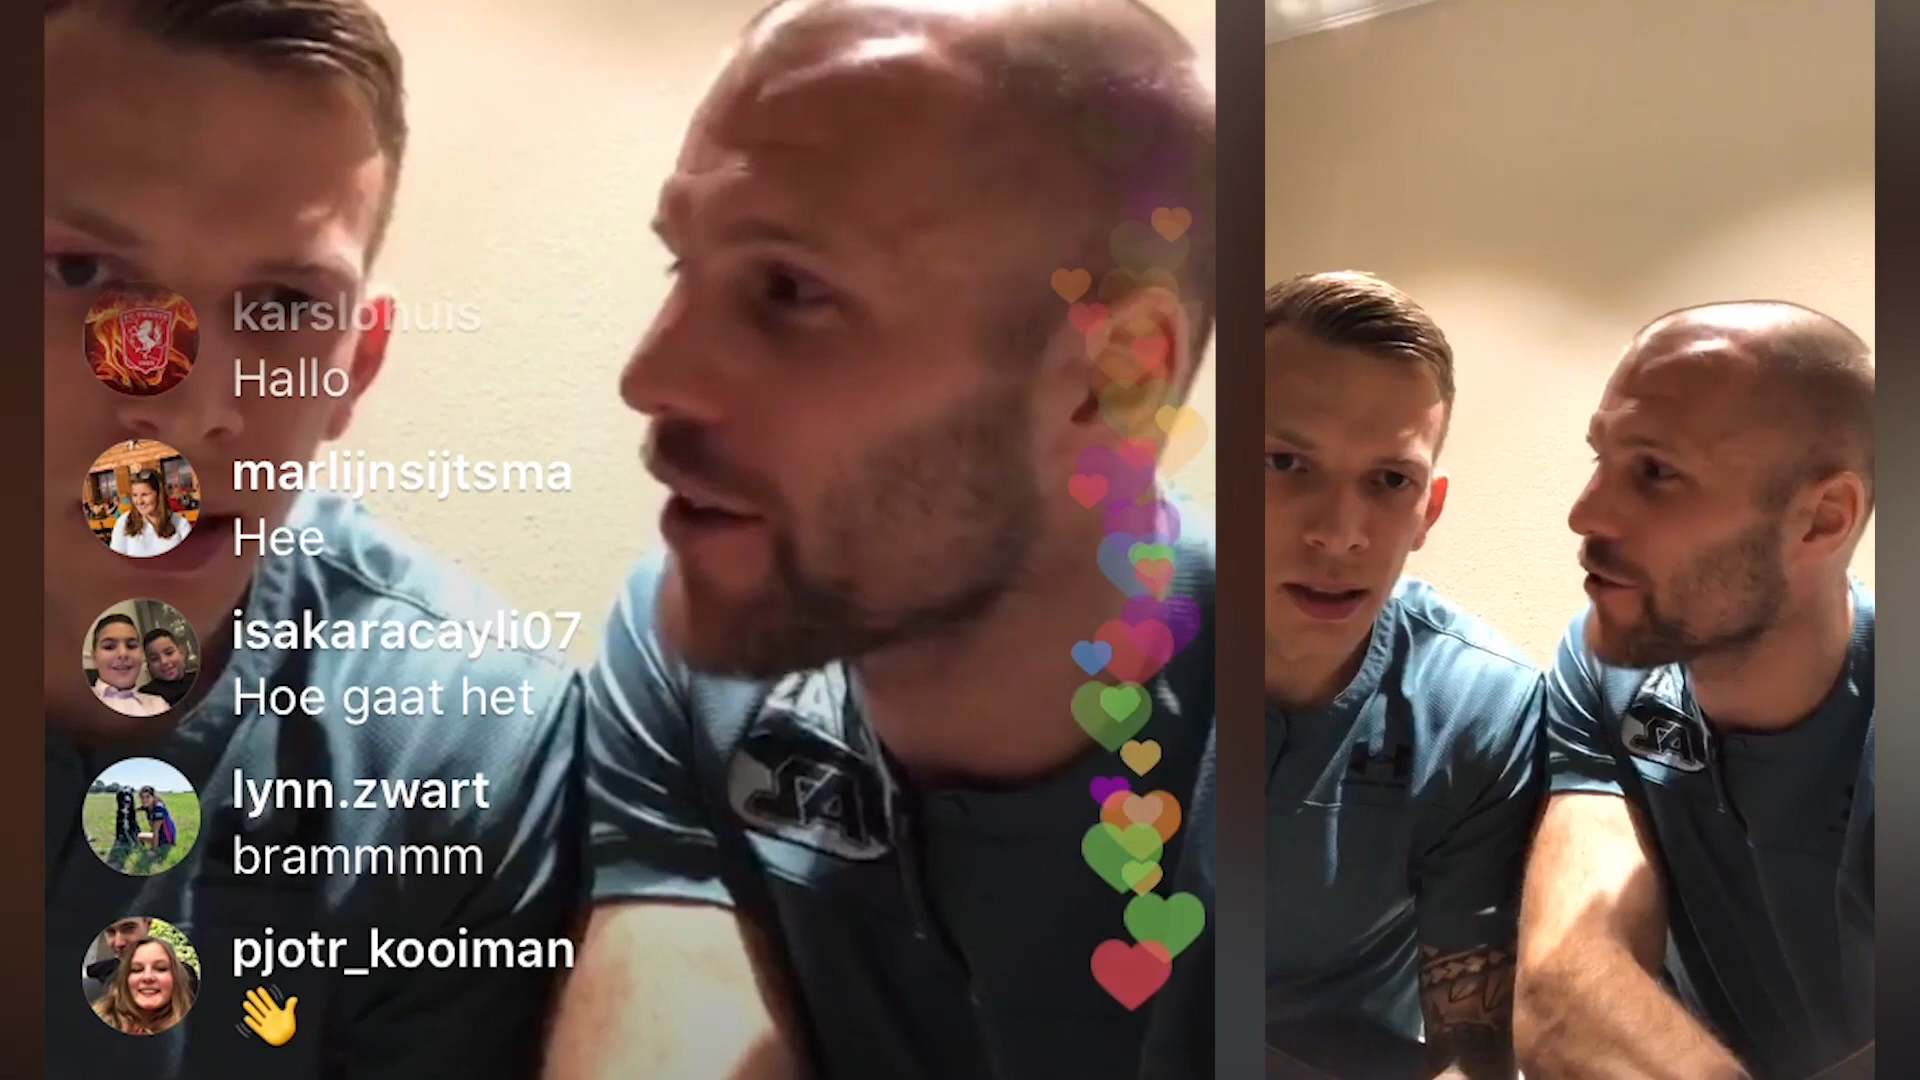 karslohuis
Hallo
marlijnsijtsma
Hee
isakaracayli07
Hoe gaat het
lynn.zwart
brammmm
pjotr_kooiman